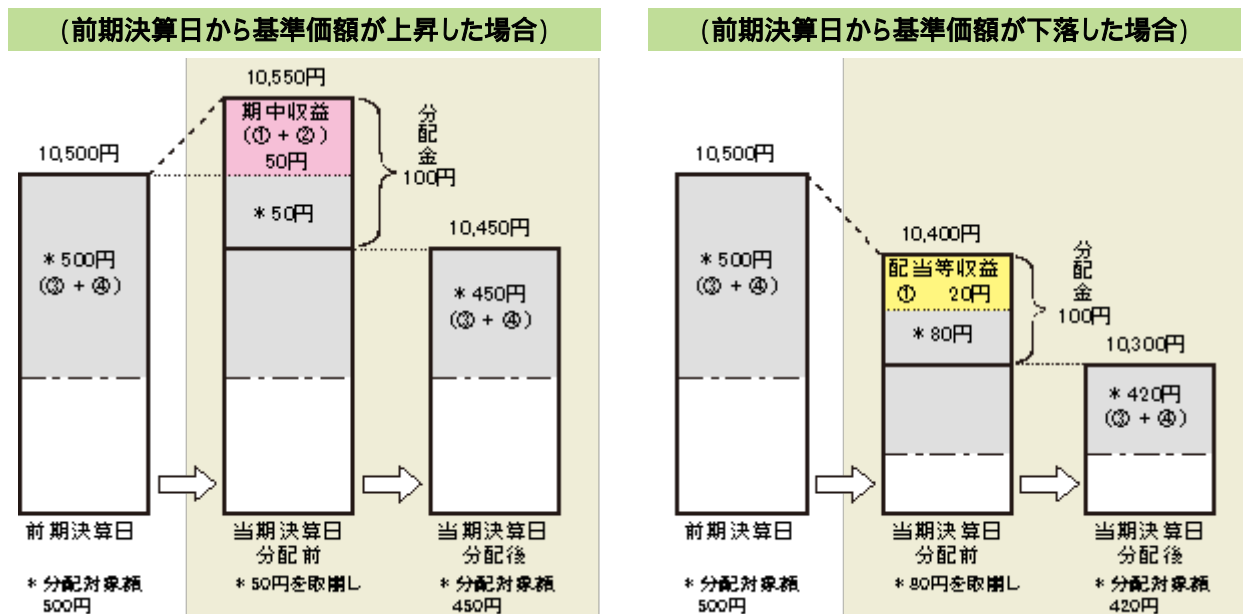 (前期決算日から基準価額が上昇した場合)
10,550円
期中収益
(① + ②)
50円
分配金
100円
10,500円
＊50円
10,450円
＊500円
(③ + ④)
＊450円
(③ + ④)
前期決算日
当期決算日
分配前
当期決算日
分配後
＊分配対象額
500円
＊50円を取崩し
＊分配対象額
450円
(前期決算日から基準価額が下落した場合)
10,500円
10,400円
配当等収益
① 20円
分配金
100円
＊500円
(③ + ④)
＊80円
10,300円
＊420円
(③ + ④)
前期決算日
当期決算日
分配前
当期決算日
分配後
＊分配対象額
500円
＊80円を取崩し
＊分配対象額
420円